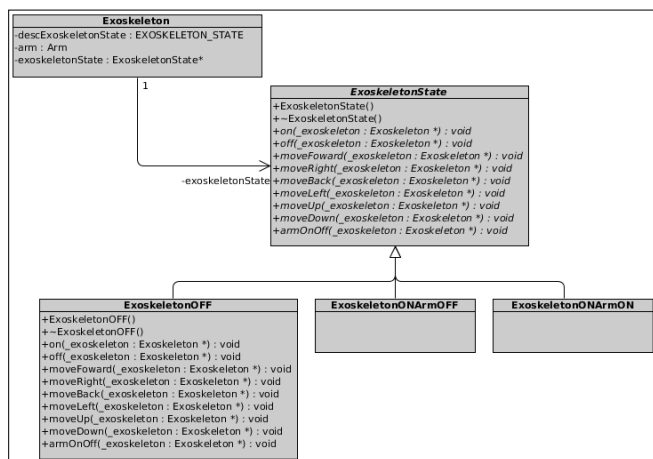 Exoskeleton
-descExoskeletonState : EXOSKELETON_STATE
-arm : Arm
-exoskeletonState : ExoskeletonState*
1
-exoskeletonState
ExoskeletonState
+ExoskeletonState()
+~ExoskeletonState()
+on(_exoskeleton : Exoskeleton *) : void
+off(_exoskeleton : Exoskeleton *) : void
+moveFoward(_exoskeleton : Exoskeleton *) : void
+moveRight(_exoskeleton : Exoskeleton *) : void
+moveBack(_exoskeleton : Exoskeleton *) : void
+moveLeft(_exoskeleton : Exoskeleton *) : void
+moveUp(_exoskeleton : Exoskeleton *) : void
+moveDown(_exoskeleton : Exoskeleton *) : void
+armOnOff(_exoskeleton : Exoskeleton *) : void
ExoskeletonOFF
+ExoskeletonOFF()
+~ExoskeletonOFF()
+on(_exoskeleton : Exoskeleton *) : void
+off(_exoskeleton : Exoskeleton *) : void
+moveFoward(_exoskeleton : Exoskeleton *) : void
+moveRight(_exoskeleton : Exoskeleton *) : void
+moveBack(_exoskeleton : Exoskeleton *) : void
+moveLeft(_exoskeleton : Exoskeleton *) : void
+moveUp(_exoskeleton : Exoskeleton *) : void
+moveDown(_exoskeleton : Exoskeleton *) : void
+armOnOff(_exoskeleton : Exoskeleton *) : void
ExoskeletonONArmOFF
ExoskeletonONArmON